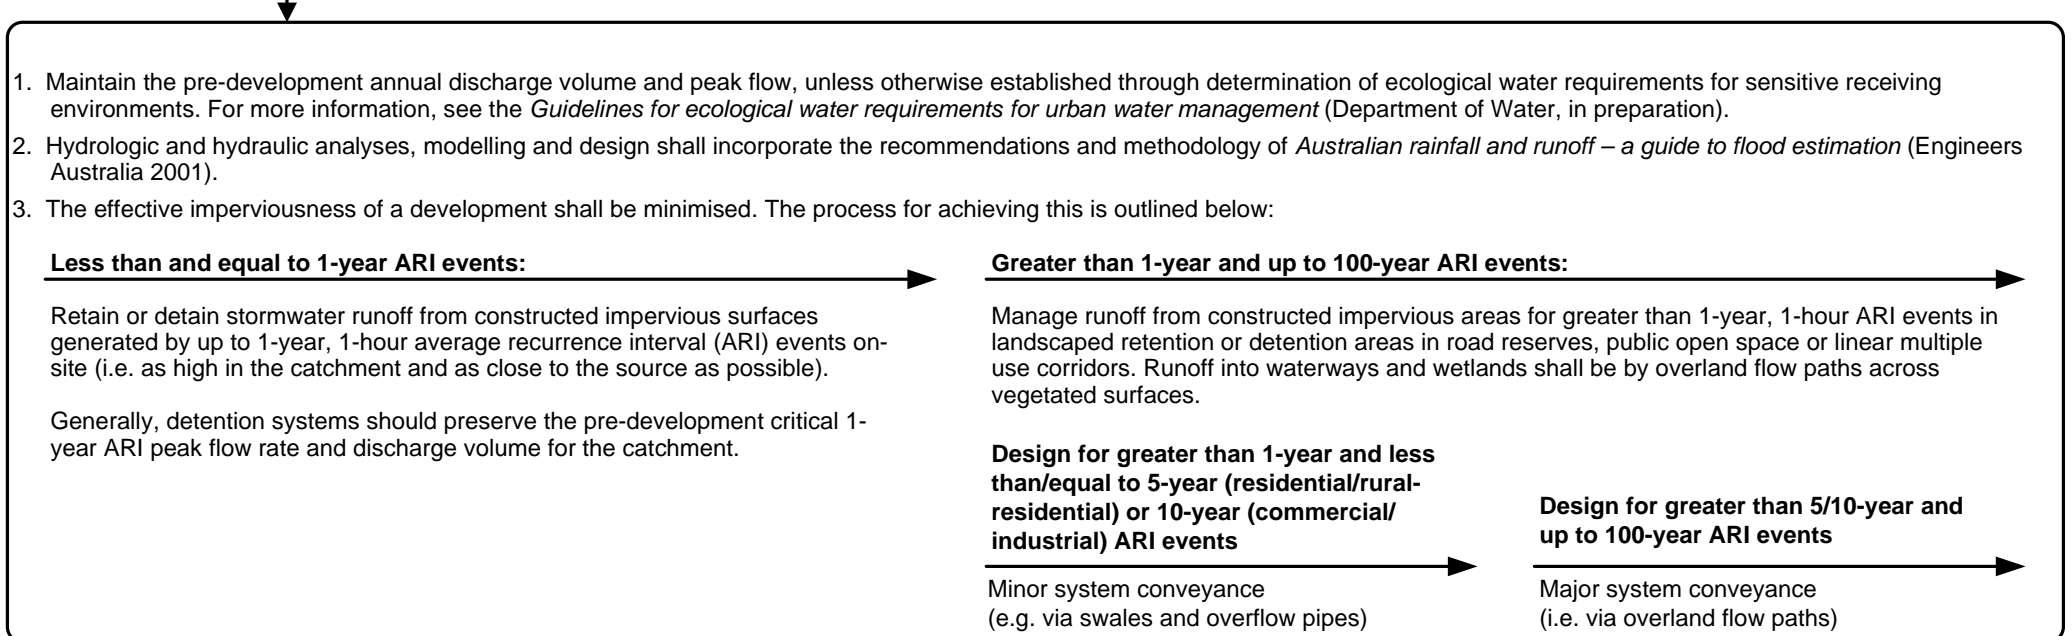 1. Maintain the pre-development annual discharge volume and peak flow, unless otherwise established through determination of ecological water requirements for sensitive receiving
environments. For more information, see the Guidelines for ecological water requirements for urban water management (Department of Water, in preparation).
2. Hydrologic and hydraulic analyses, modelling and design shall incorporate the recommendations and methodology of Australian rainfall and runoff – a guide to flood estimation (Engineers
Australia 2001).
3. The effective imperviousness of a development shall be minimised. The process for achieving this is outlined below:
Less than and equal to 1-year ARI events:
Retain or detain stormwater runoff from constructed impervious surfaces
generated by up to 1-year, 1-hour average recurrence interval (ARI) events on-
site (i.e. as high in the catchment and as close to the source as possible).
Generally, detention systems should preserve the pre-development critical 1-
year ARI peak flow rate and discharge volume for the catchment.
Greater than 1-year and up to 100-year ARI events:
Manage runoff from constructed impervious areas for greater than 1-year, 1-hour ARI events in
landscaped retention or detention areas in road reserves, public open space or linear multiple
use corridors. Runoff into waterways and wetlands shall be by overland flow paths across
vegetated surfaces.
Design for greater than 1-year and less
than/equal to 5-year (residential/rural-
residential) or 10-year (commercial/
industrial) ARI events
Minor system conveyance
(e.g. via swales and overflow pipes)
Design for greater than 5/10-year and
up to 100-year ARI events
Major system conveyance
(i.e. via overland flow paths)